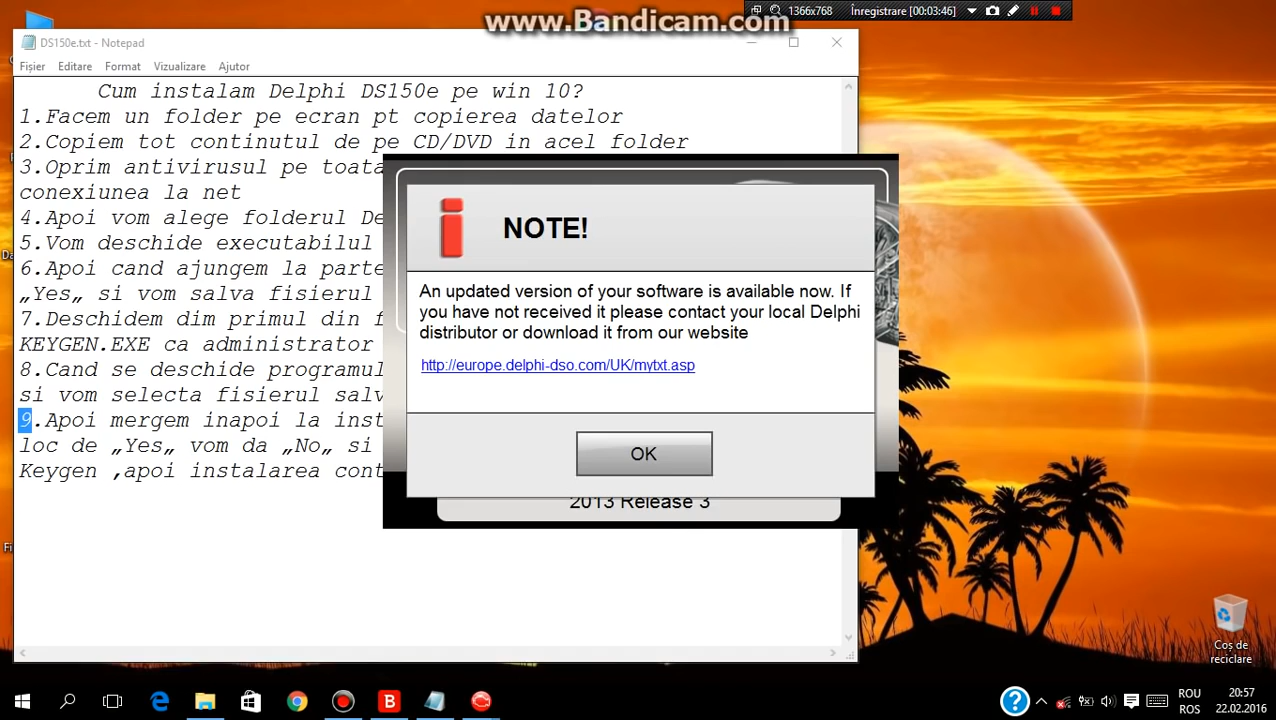 www.Bandicam.com
1366x768 Înregistrare [00:03:46]
DS150e.txt - Notepad
Fișier Editare Format Vizualizare Ajutor
Cum instalam Delphi DS150e pe win 10?
1.Facem un folder pe ecran pt copierea datelor
2.Copiem tot continutul de pe CD/DVD in acel folder
3.Oprim antivirusul pe toata
conexiunea la net
4.Apoi vom alege folderul De
5.Vom deschide executabilul
6.Apoi cand ajungem la parte
„Yes„ si vom salva fisierul
7.Deschidem dim primul din f
KEYGEN.EXE ca administrator
8.Cand se deschide programul
si vom selecta fisierul salv
9.Apoi mergem inapoi la inst
loc de „Yes„ vom da „No„ si
Keygen ,apoi instalarea cont
NOTE!
An updated version of your software is available now. If
you have not received it please contact your local Delphi
distributor or download it from our website
http://europe.delphi-dso.com/UK/mytxt.asp
OK
2013 Release 3
Coș de
reciclare
ROU
ROS
20:57
22.02.2016